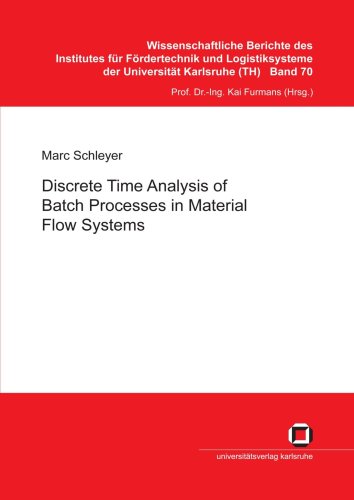 Wissenschaftliche Berichte des
Institutes für Fördertechnik und Logistiksysteme
der Universität Karlsruhe (TH) Band 70
Prof. Dr.-Ing. Kai Furmans (Hrsg.)
Marc Schleyer
Discrete Time Analysis of
Batch Processes in Material
Flow Systems
universitätsverlag karlsruhe